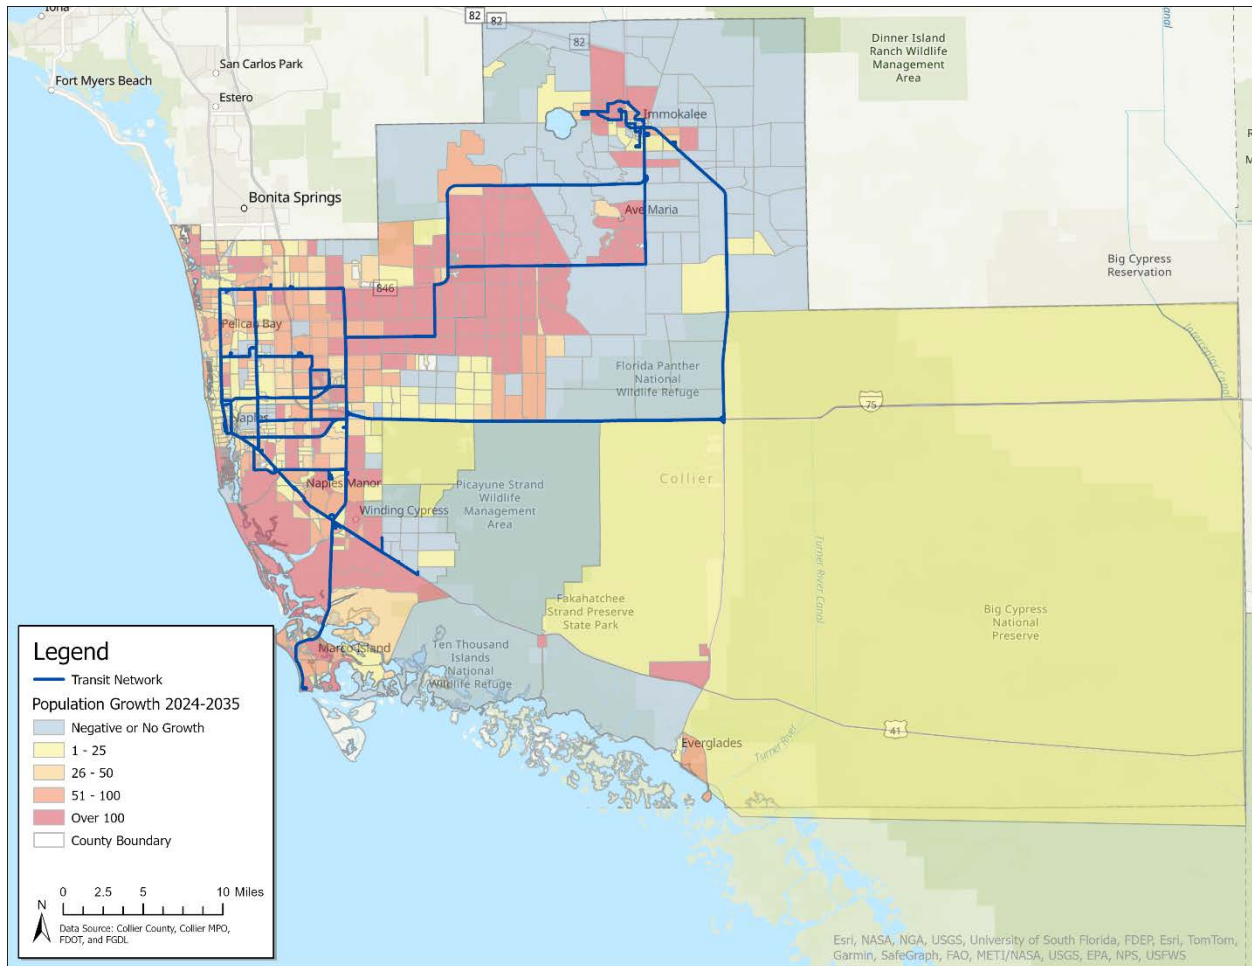 Iona
82
82
82
Canal
Dinner Island
Ranch Wildlife
Management
Area
San Carlos Park
Fort Myers Beach
Estero
Immokalee
R
M
Bonita Springs
Ave Maria
Big Cypress
Reservation
846
Pelican Bay
Interceptor Canal
Florida Panther
National
Wildlife Refuge
75
Naples
Collier
Naples Manor
Picayune Strand
Wildlife
Management
Area
Winding Cypress
Turner River Canal
Fakahatchee
Strand Preserve
State Park
Big Cypress
National
Preserve
Marco Island
Ten Thousand
Islands
National
Wildlife Refuge
41
Everglades
Turner River
Legend
Transit Network
Population Growth 2024-2035
Negative or No Growth
1 - 25
26 - 50
51 - 100
Over 100
County Boundary
0 2.5 5 10 Miles
N
Data Source: Collier County, Collier MPO,
FDOT, and FGDL
Esri, NASA, NGA, USGS, University of South Florida, FDEP, Esri, TomTom,
Garmin, SafeGraph, FAO, METI/NASA, USGS, EPA, NPS, USFWS